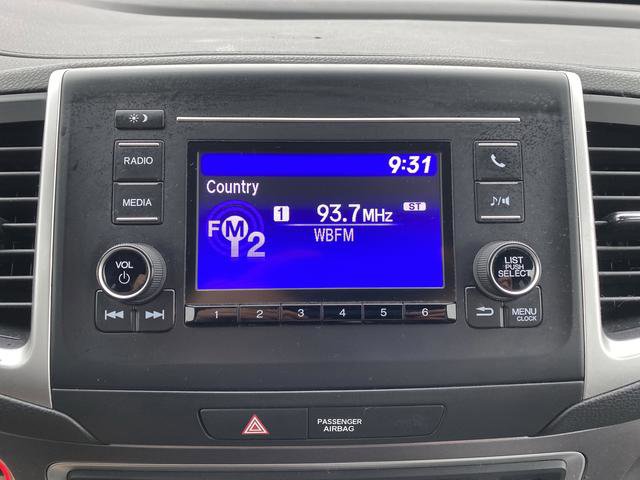 9:31
RADIO
Country
1 93.7MHz ST
MEDIA
FM2
WBFM
VOL
LIST
PUSH
SELECT
1 2 3 4 5 6
MENU
CLOCK
PASSENGER
AIRBAG